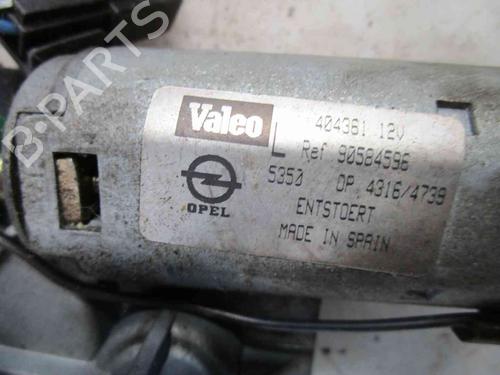 B-PARTS
Valeo
404361 12V
L Ref 90584596
5350 OP 4316/4739
OPEL
ENTSTOERT
MADE IN SPAIN